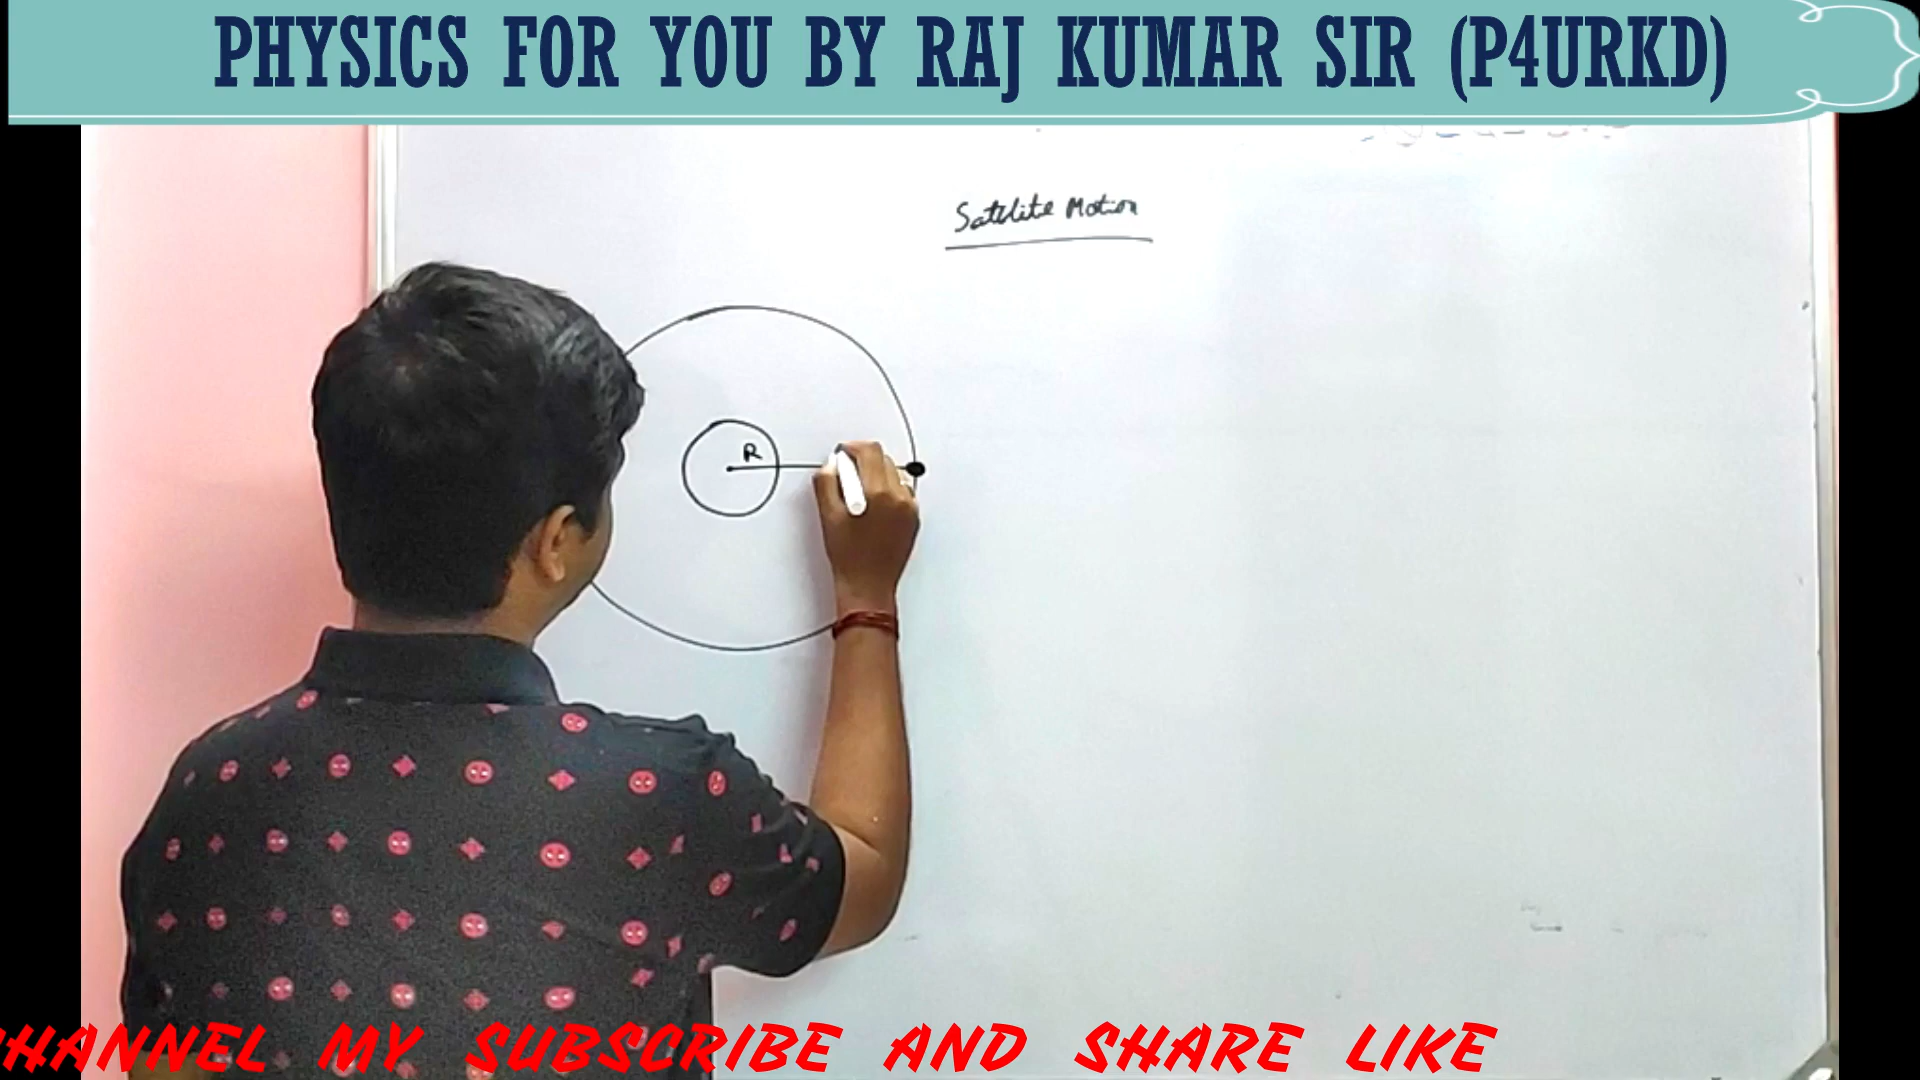 PHYSICS FOR YOU BY RAJ KUMAR SIR (P4URKD)
Satellite Motion
R
HANNEL MY SUBSCRIBE AND SHARE LIKE